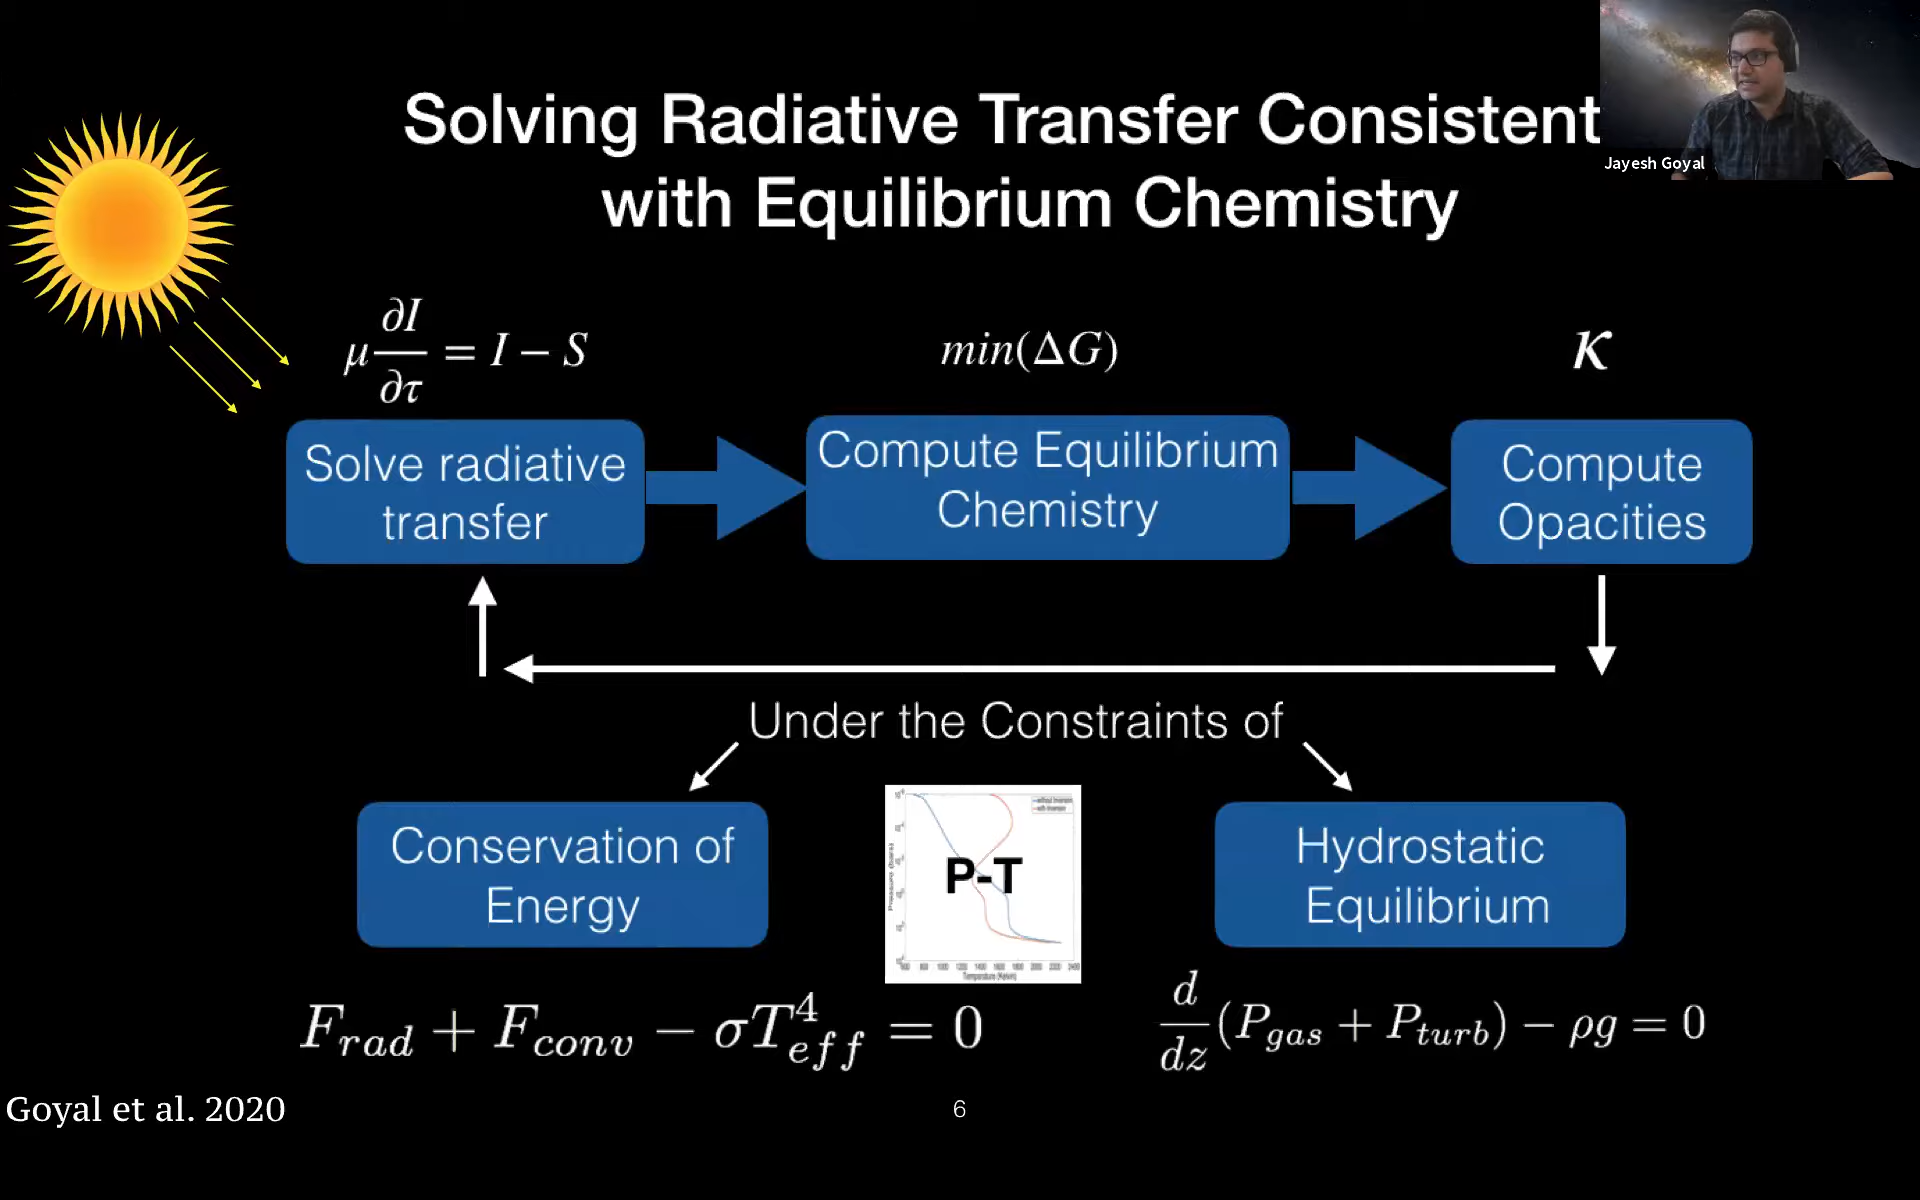 Solving Radiative Transfer Consistent
with Equilibrium Chemistry
Jayesh Goyal
μ ∂I/∂τ = I − S
min(ΔG)
κ
Solve radiative
transfer
Compute Equilibrium
Chemistry
Compute
Opacities
Under the Constraints of
Conservation of
Energy
P-T
Temperature (Kelvin)
Hydrostatic
Equilibrium
F_rad + F_conv − σT_eff^4 = 0
d/dz (P_gas + P_turb) − ρg = 0
Goyal et al. 2020
6